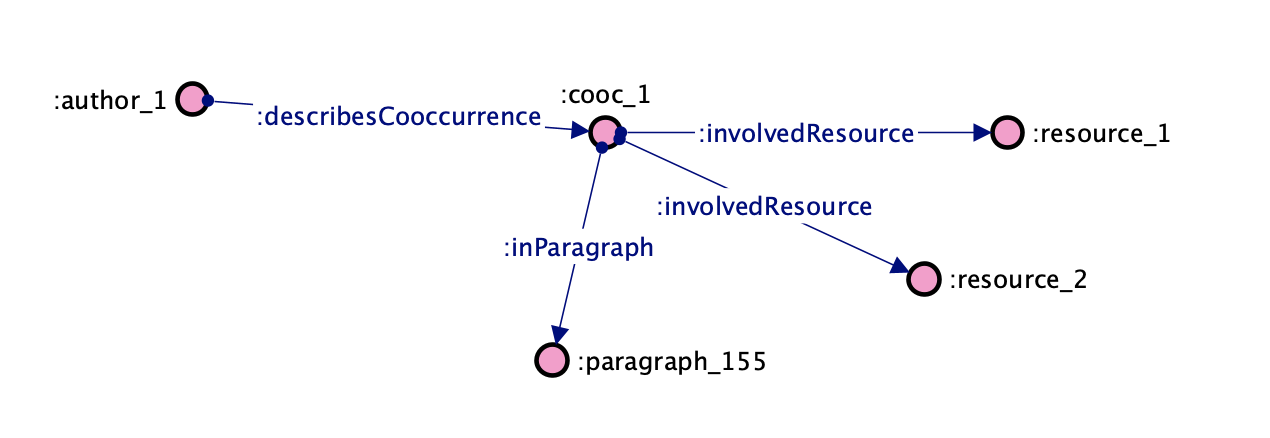 :cooc_1
:author_1
:describesCooccurrence
:involvedResource
:resource_1
:involvedResource
:inParagraph
:resource_2
:paragraph_155